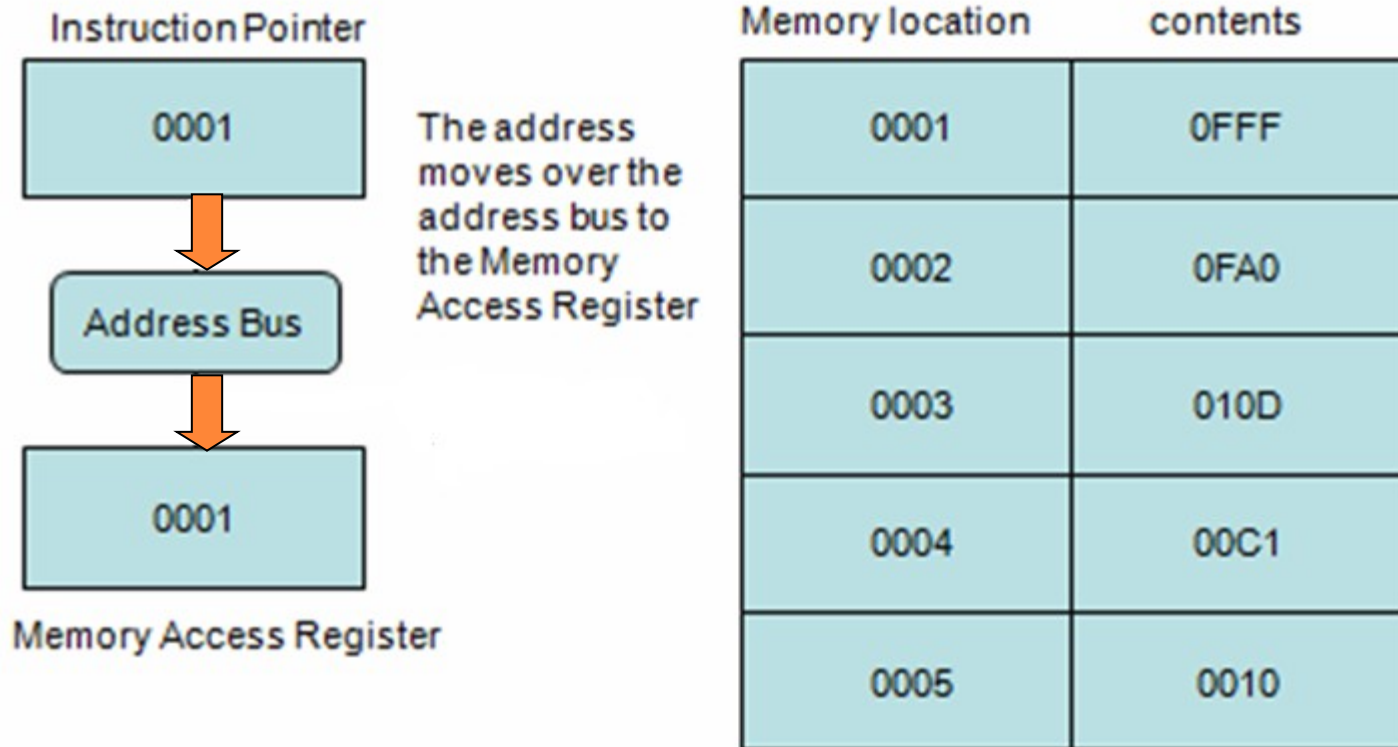 Instruction Pointer
0001
Address Bus
0001
Memory Access Register
The address
moves over the
address bus to
the Memory
Access Register
Memory location contents
0001 0FFF
0002 0FA0
0003 010D
0004 00C1
0005 0010